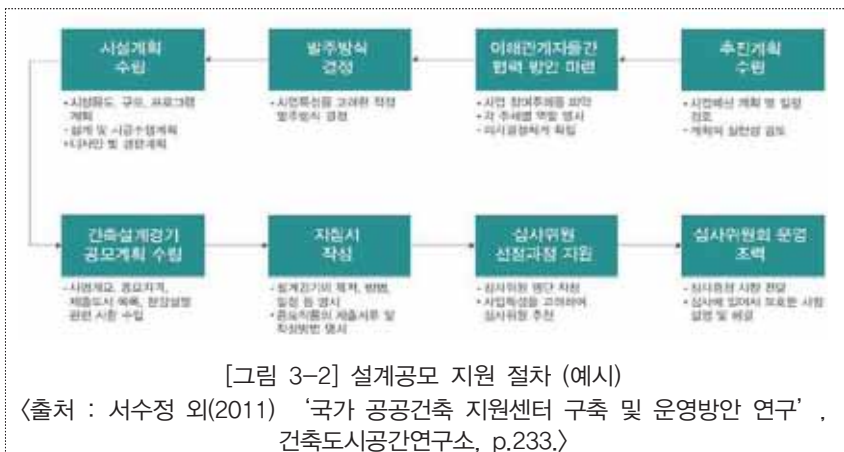 시설계획
수립
• 시설용도, 규모, 프로그램
계획
• 설계 및 시공수행계획
• 디자인 및 경관계획
발주방식
결정
• 사업특성을 고려한 적정
발주방식 결정
이해관계자들간
협력 방안 마련
• 사업 참여주체들 파악
• 각 주체별 역할 명시
• 의사결정체계 확립
추진계획
수립
• 사업예산 계획 및 일정
검토
• 계획의 실현성 검토
건축설계경기
공모계획 수립
• 사업개요, 응모자격,
제출도서 목록, 현장설명
관련 사항 수립
지침서
작성
• 설계경기의 목적, 방법,
일정 등 명시
• 응모작품의 제출서류 및
작성방법 명시
심사위원
선정과정 지원
• 심사위원 명단 작성
• 사업특성을 고려하여
심사위원 추천
심사위원회 운영
조력
• 심사중점 사항 전달
• 심사에 있어서 모호한 사항
설명 및 해결
[그림 3-2] 설계공모 지원 절차 (예시)
〈출처 : 서수정 외(2011) ‘국가 공공건축 지원센터 구축 및 운영방안 연구’,
건축도시공간연구소, p.233.〉